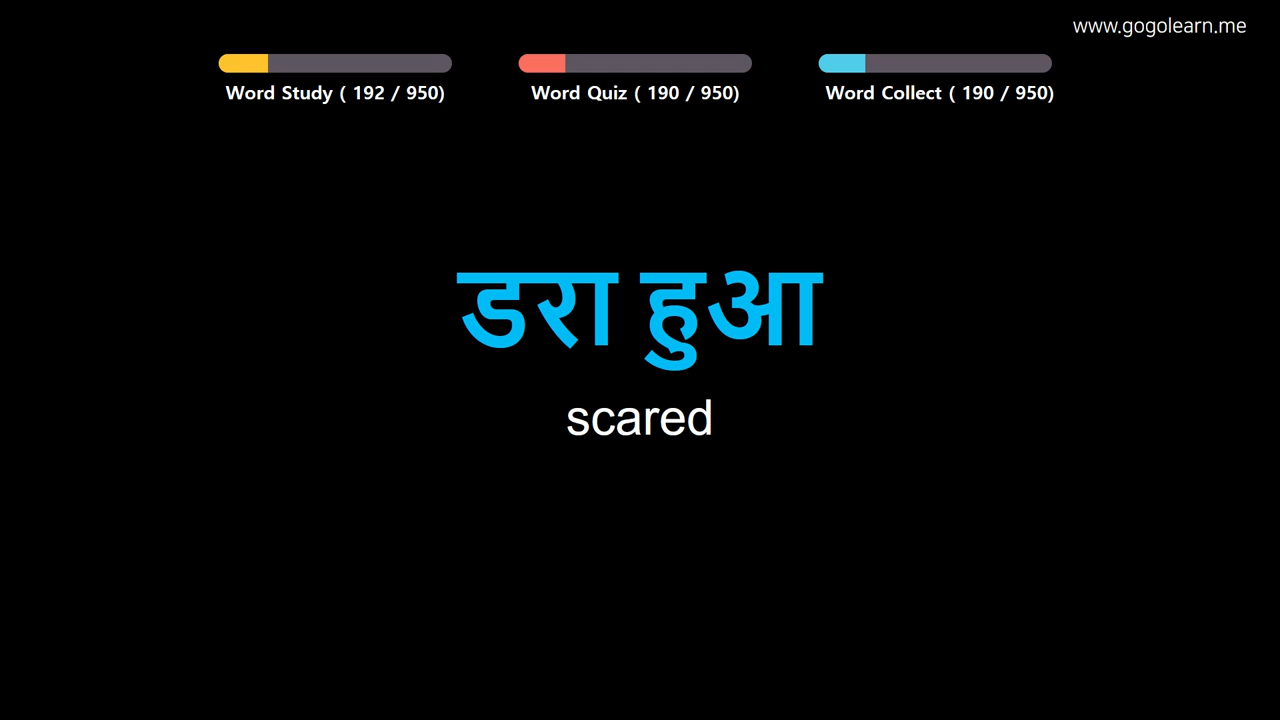 www.gogolearn.me
Word Study ( 192 / 950)
Word Quiz ( 190 / 950)
Word Collect ( 190 / 950)
डरा हुआ
scared